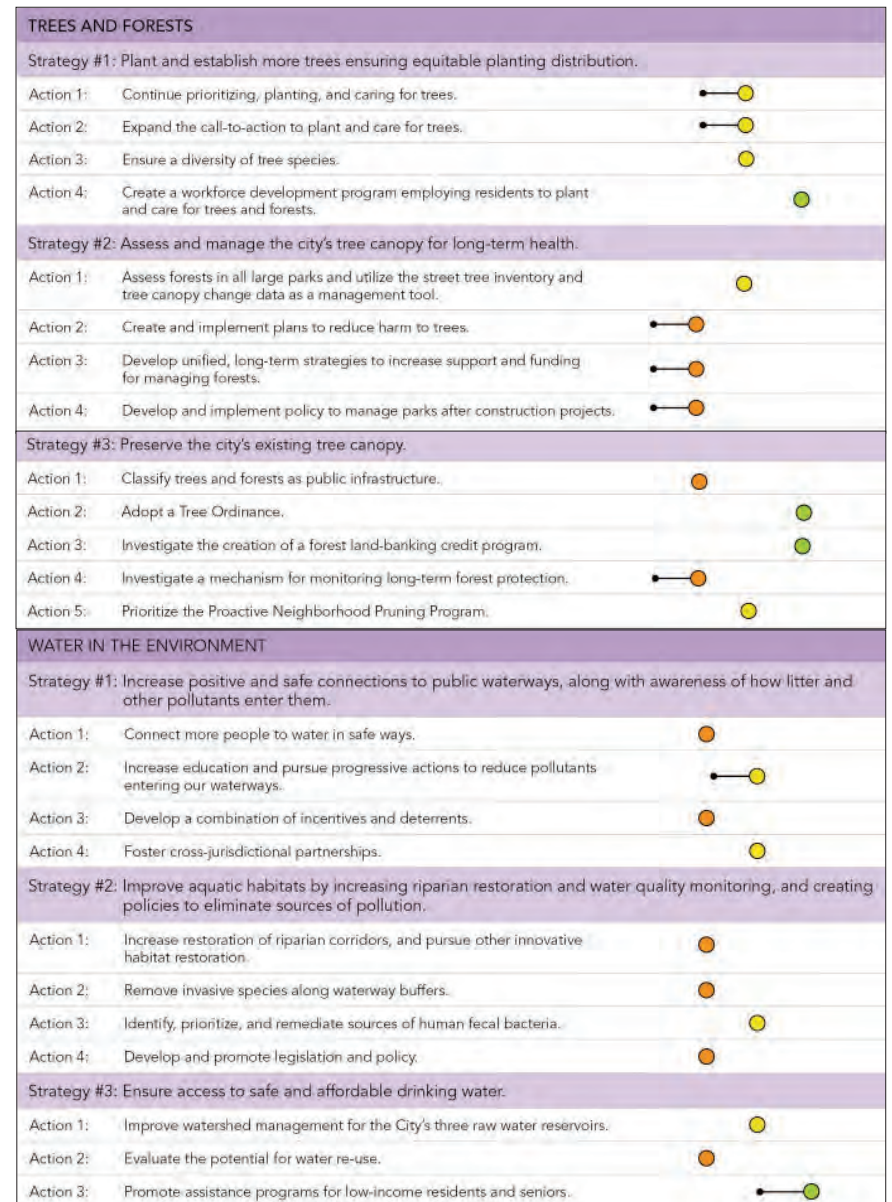 TREES AND FORESTS
Strategy #1: Plant and establish more trees ensuring equitable planting distribution.
Action 1: Continue prioritizing, planting, and caring for trees.
Action 2: Expand the call-to-action to plant and care for trees.
Action 3: Ensure a diversity of tree species.
Action 4: Create a workforce development program employing residents to plant
and care for trees and forests.
Strategy #2: Assess and manage the city's tree canopy for long-term health.
Action 1: Assess forests in all large parks and utilize the street tree inventory and
tree canopy change data as a management tool.
Action 2: Create and implement plans to reduce harm to trees.
Action 3: Develop unified, long-term strategies to increase support and funding
for managing forests.
Action 4: Develop and implement policy to manage parks after construction projects.
Strategy #3: Preserve the city's existing tree canopy.
Action 1: Classify trees and forests as public infrastructure.
Action 2: Adopt a Tree Ordinance.
Action 3: Investigate the creation of a forest land-banking credit program.
Action 4: Investigate a mechanism for monitoring long-term forest protection.
Action 5: Prioritize the Proactive Neighborhood Pruning Program.
WATER IN THE ENVIRONMENT
Strategy #1: Increase positive and safe connections to public waterways, along with awareness of how litter and
other pollutants enter them.
Action 1: Connect more people to water in safe ways.
Action 2: Increase education and pursue progressive actions to reduce pollutants
entering our waterways.
Action 3: Develop a combination of incentives and deterrents.
Action 4: Foster cross-jurisdictional partnerships.
Strategy #2: Improve aquatic habitats by increasing riparian restoration and water quality monitoring, and creating
policies to eliminate sources of pollution.
Action 1: Increase restoration of riparian corridors, and pursue other innovative
habitat restoration.
Action 2: Remove invasive species along waterway buffers.
Action 3: Identify, prioritize, and remediate sources of human fecal bacteria.
Action 4: Develop and promote legislation and policy.
Strategy #3: Ensure access to safe and affordable drinking water.
Action 1: Improve watershed management for the City's three raw water reservoirs.
Action 2: Evaluate the potential for water re-use.
Action 3: Promote assistance programs for low-income residents and seniors.